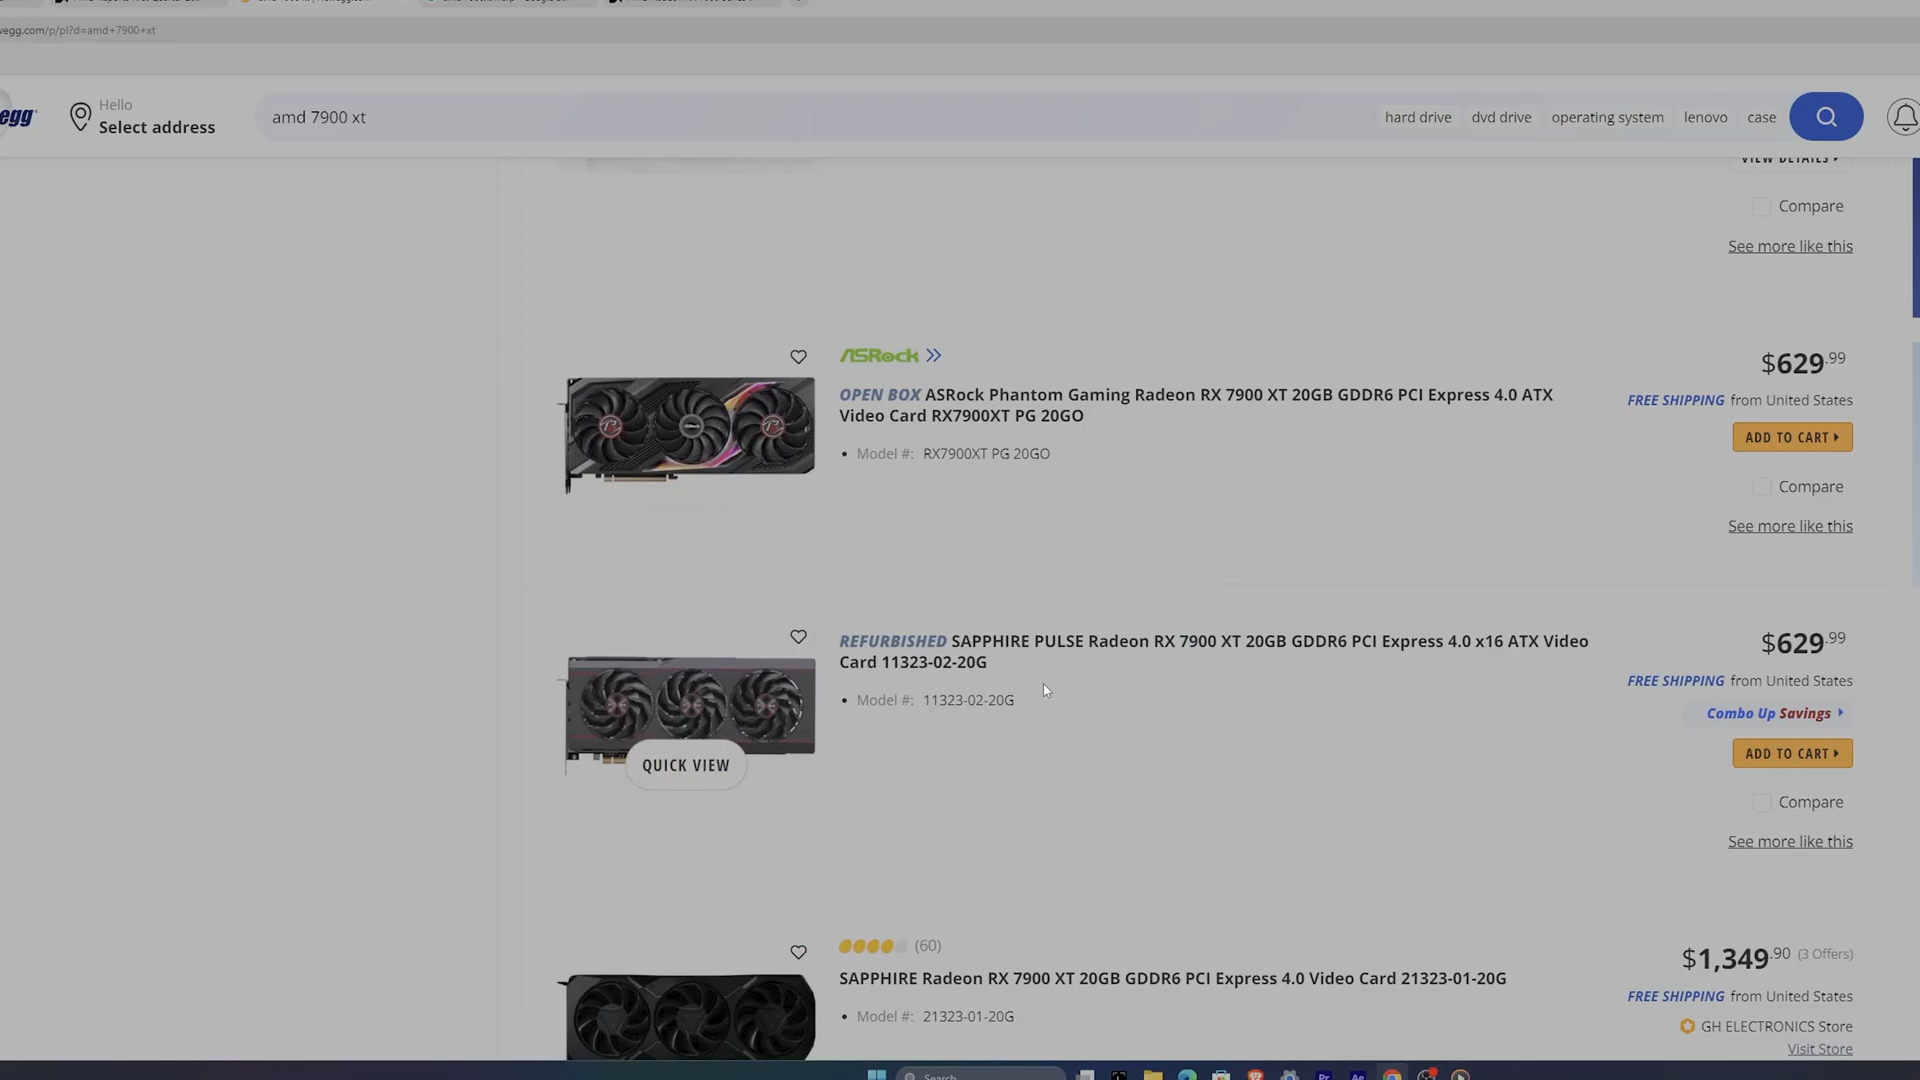 egg.com/p/pl?d=amd+7900+xt
egg
Hello
Select address
amd 7900 xt
hard drive
dvd drive
operating system
lenovo
case
VIEW DETAILS
Compare
See more like this
ASRock
OPEN BOX ASRock Phantom Gaming Radeon RX 7900 XT 20GB GDDR6 PCI Express 4.0 ATX
Video Card RX7900XT PG 20GO
Model #: RX7900XT PG 20GO
$629.99
FREE SHIPPING from United States
ADD TO CART
Compare
See more like this
REFURBISHED SAPPHIRE PULSE Radeon RX 7900 XT 20GB GDDR6 PCI Express 4.0 x16 ATX Video
Card 11323-02-20G
Model #: 11323-02-20G
QUICK VIEW
$629.99
FREE SHIPPING from United States
Combo Up Savings
ADD TO CART
Compare
See more like this
(60)
SAPPHIRE Radeon RX 7900 XT 20GB GDDR6 PCI Express 4.0 Video Card 21323-01-20G
Model #: 21323-01-20G
$1,349.90 (3 Offers)
FREE SHIPPING from United States
GH ELECTRONICS Store
Visit Store
Search
Pr
Ae